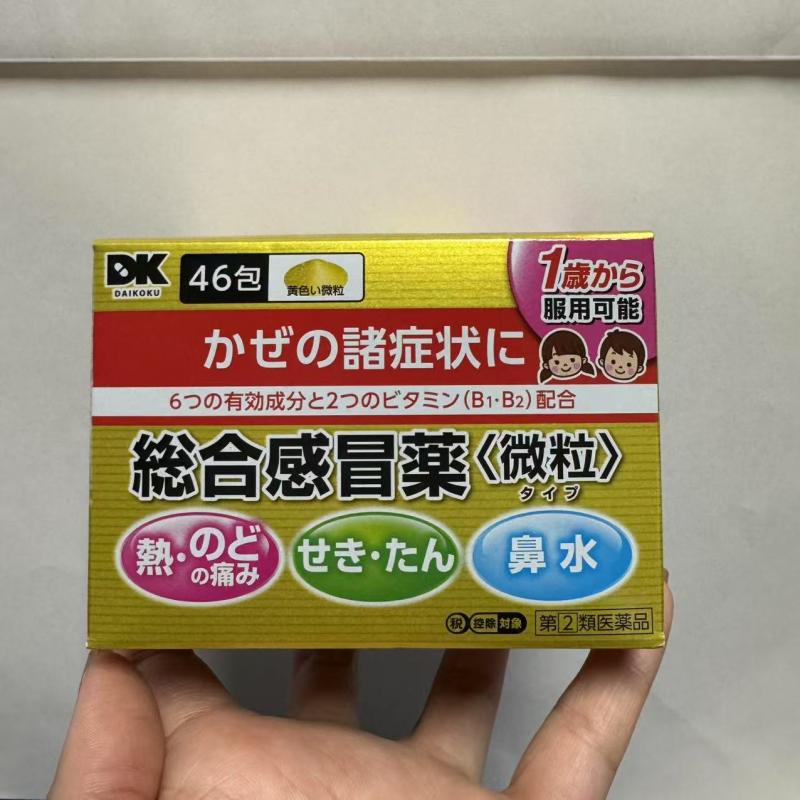 DK
DAIKOKU
46包
黄色い微粒
1歳から
服用可能
かぜの諸症状に
6つの有効成分と2つのビタミン(B1・B2)配合
総合感冒薬〈微粒〉
タイプ
熱・のど
の痛み
せき・たん
鼻水
税 控除対象
第②類医薬品